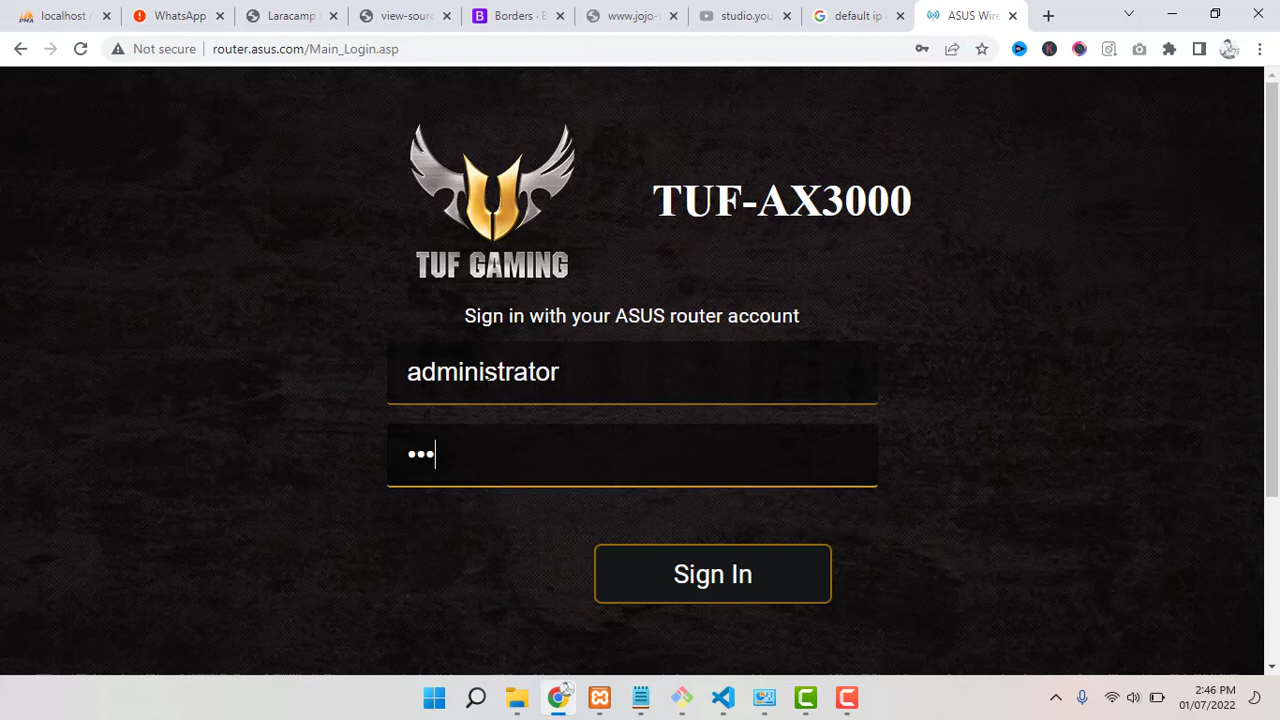 localhost /
WhatsApp
Laracamp
view-sourc
Borders · B
www.jojo-
studio.you
default ip a
ASUS Wire
Not secure
router.asus.com/Main_Login.asp
TUF GAMING
TUF-AX3000
Sign in with your ASUS router account
administrator
•••
Sign In
2:46 PM
01/07/2022